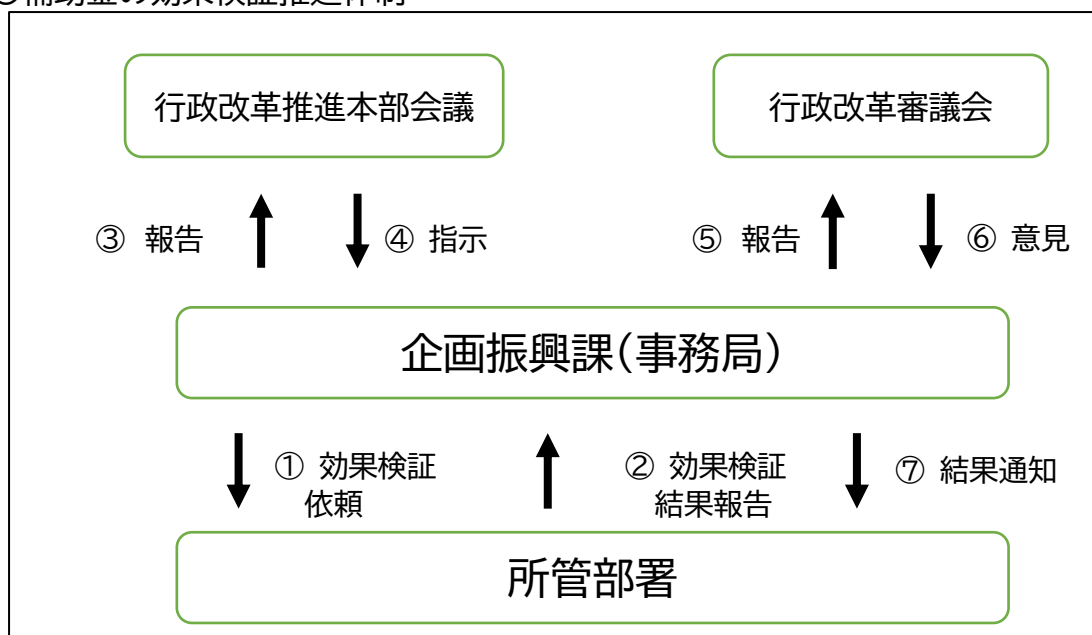 補助金の効果検証推進体制
行政改革推進本部会議
行政改革審議会
③ 報告
④ 指示
⑤ 報告
⑥ 意見
企画振興課(事務局)
① 効果検証
依頼
② 効果検証
結果報告
⑦ 結果通知
所管部署